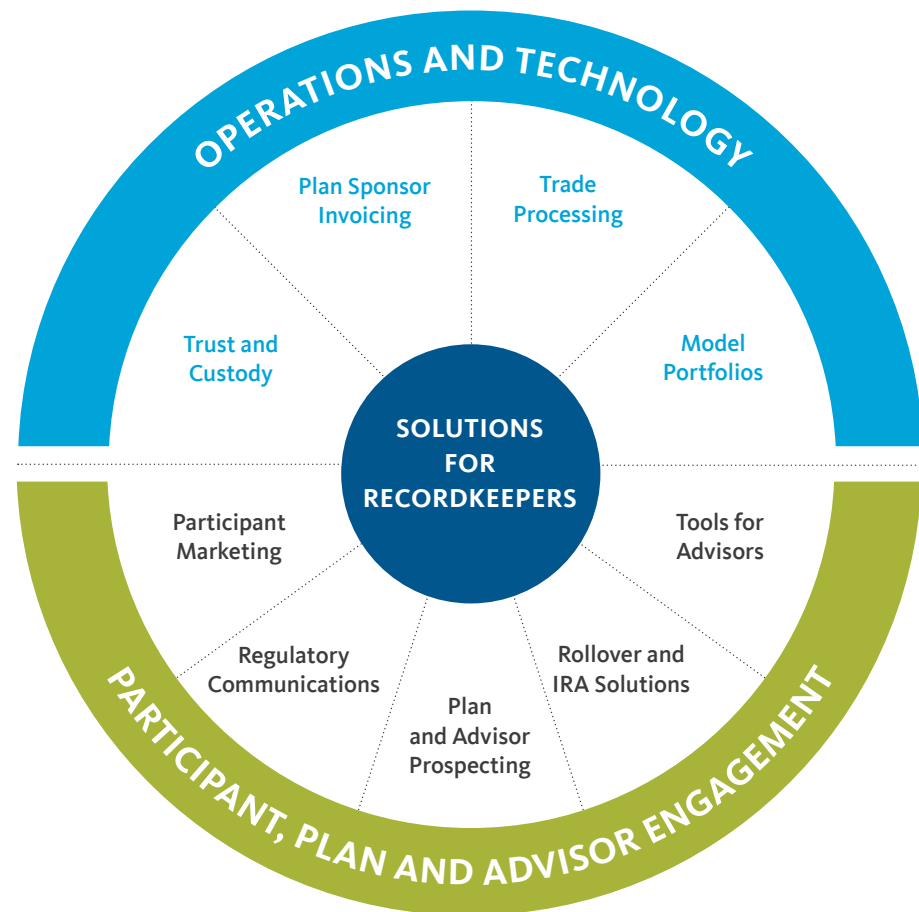 OPERATIONS AND TECHNOLOGY
Plan Sponsor
Invoicing
Trade
Processing
Trust and
Custody
Model
Portfolios
SOLUTIONS
FOR
RECORDKEEPERS
Participant
Marketing
Tools for
Advisors
Regulatory
Communications
Rollover and
IRA Solutions
Plan
and Advisor
Prospecting
PARTICIPANT, PLAN AND ADVISOR ENGAGEMENT